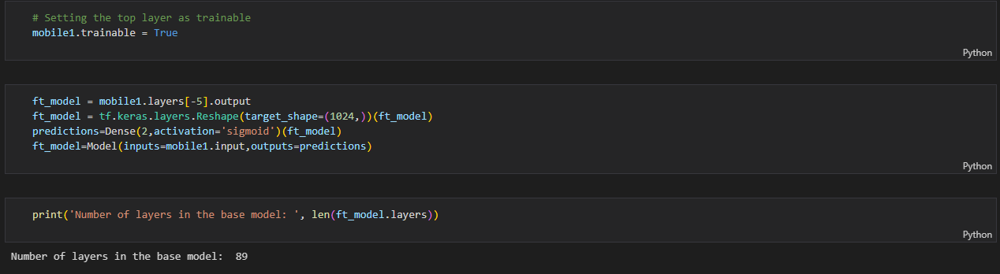 # Setting the top layer as trainable
mobile1.trainable = True
Python
ft_model = mobile1.layers[-5].output
ft_model = tf.keras.layers.Reshape(target_shape=(1024,))(ft_model)
predictions=Dense(2,activation='sigmoid')(ft_model)
ft_model=Model(inputs=mobile1.input,outputs=predictions)
Python
print('Number of layers in the base model: ', len(ft_model.layers))
Python
Number of layers in the base model:  89